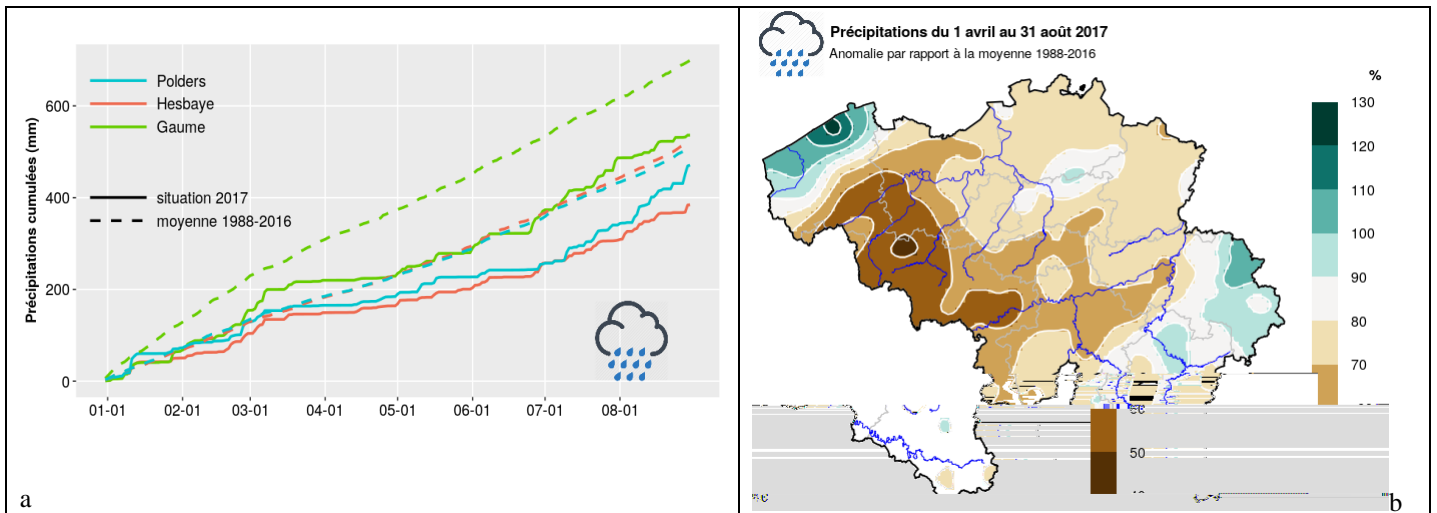 Précipitations cumulées (mm)
600
400
200
0
Polders
Hesbaye
Gaume
situation 2017
moyenne 1988-2016
01-01 02-01 03-01 04-01 05-01 06-01 07-01 08-01
a
Précipitations du 1 avril au 31 août 2017
Anomalie par rapport à la moyenne 1988-2016
%
130
120
110
100
90
80
70
50
b